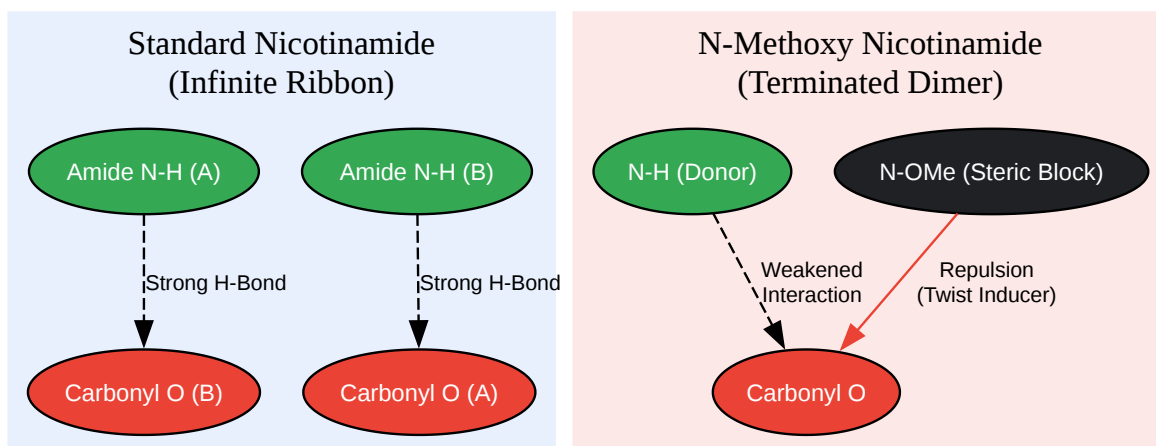 Standard Nicotinamide
(Infinite Ribbon)
Amide N-H (A)
Amide N-H (B)
Strong H-Bond
Strong H-Bond
Carbonyl O (B)
Carbonyl O (A)
N-Methoxy Nicotinamide
(Terminated Dimer)
N-H (Donor)
N-OMe (Steric Block)
Weakened
Interaction
Repulsion
(Twist Inducer)
Carbonyl O